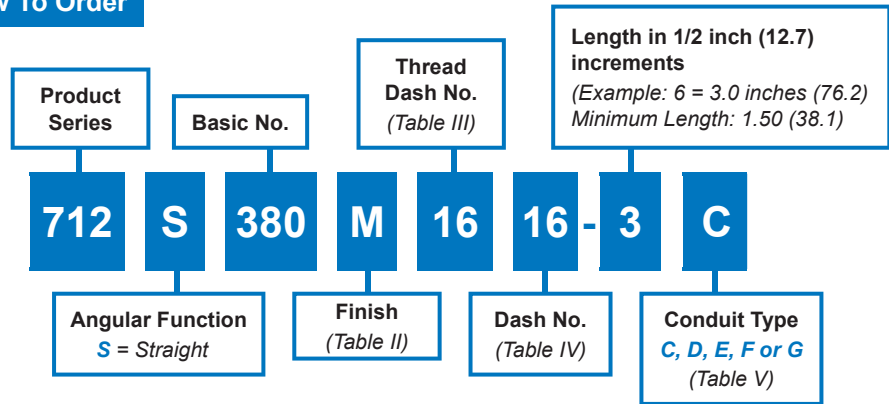 To Order
Product
Series
Basic No.
Thread
Dash No.
(Table III)
Length in 1/2 inch (12.7)
increments
(Example: 6 = 3.0 inches (76.2)
Minimum Length: 1.50 (38.1)
712 S 380 M 16 16 - 3 C
Angular Function
S = Straight
Finish
(Table II)
Dash No.
(Table IV)
Conduit Type
C, D, E, F or G
(Table V)